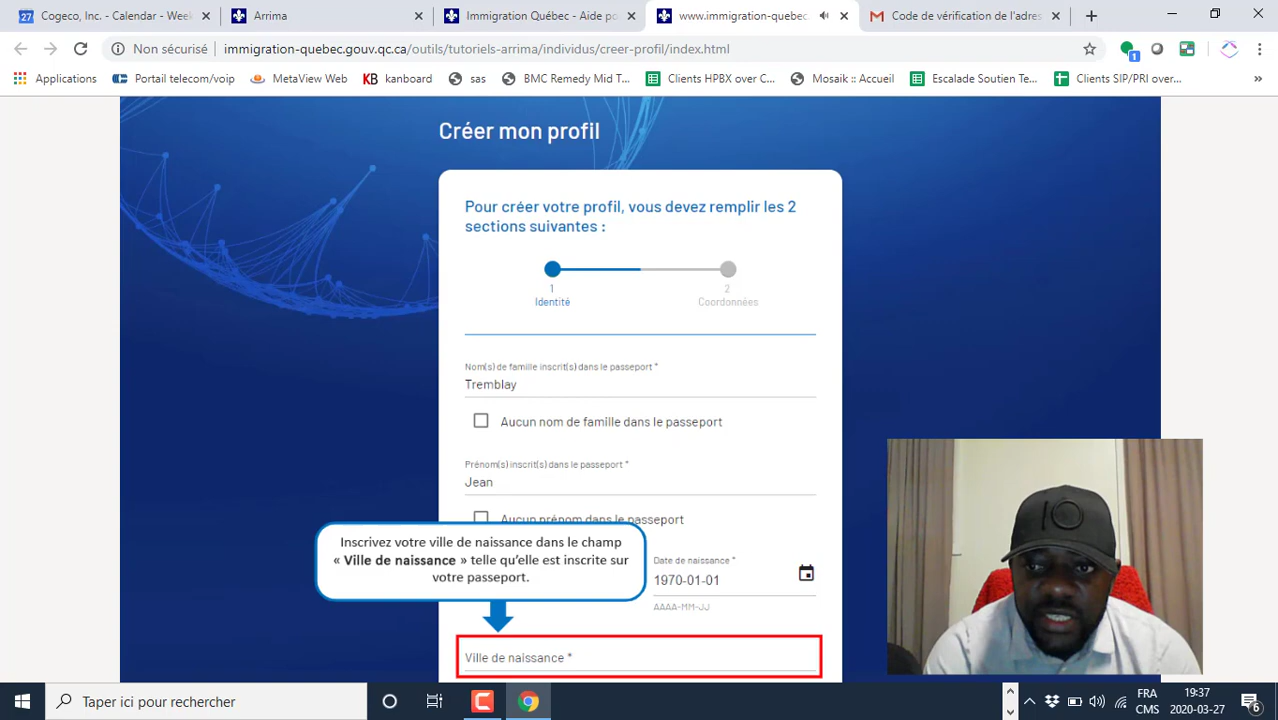 Cogeco, Inc. - Calendar - Week
Arrima
Immigration Québec - Aide po
www.immigration-quebec.
Code de vérification de l'adres
Non sécurisé
immigration-quebec.gouv.qc.ca/outils/tutoriels-arrima/individus/creer-profil/index.html
1
Applications
Portail telecom/voip
MetaView Web
KB kanboard
sas
BMC Remedy Mid T...
Clients HPBX over C...
Mosaik :: Accueil
Escalade Soutien Te...
Clients SIP/PRI over...
»
Créer mon profil
Pour créer votre profil, vous devez remplir les 2
sections suivantes :
1
Identité
2
Coordonnées
Nom(s) de famille inscrit(s) dans le passeport *
Tremblay
Aucun nom de famille dans le passeport
Prénom(s) inscrit(s) dans le passeport *
Jean
Aucun prénom dans le passeport
Inscrivez votre ville de naissance dans le champ
« Ville de naissance » telle qu'elle est inscrite sur
votre passeport.
Date de naissance *
1970-01-01
AAAA-MM-JJ
Ville de naissance *
Taper ici pour rechercher
FRA
CMS
19:37
2020-03-27
6